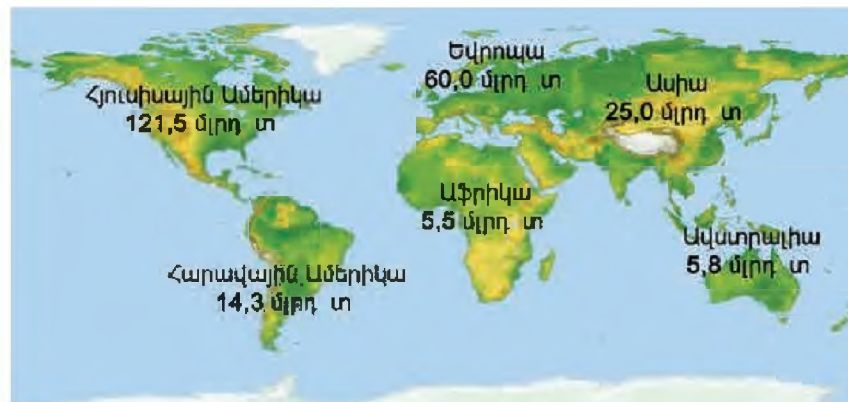 Հյուսիսային Ամերիկա
121,5 մլրդ տ
Եվրոպա
60,0 մլրդ տ
Ասիա
25,0 մլրդ տ
Աֆրիկա
5,5 մլրդ տ
Ավստրալիա
5,8 մլրդ տ
Հարավային Ամերիկա
14,3 մլրդ տ